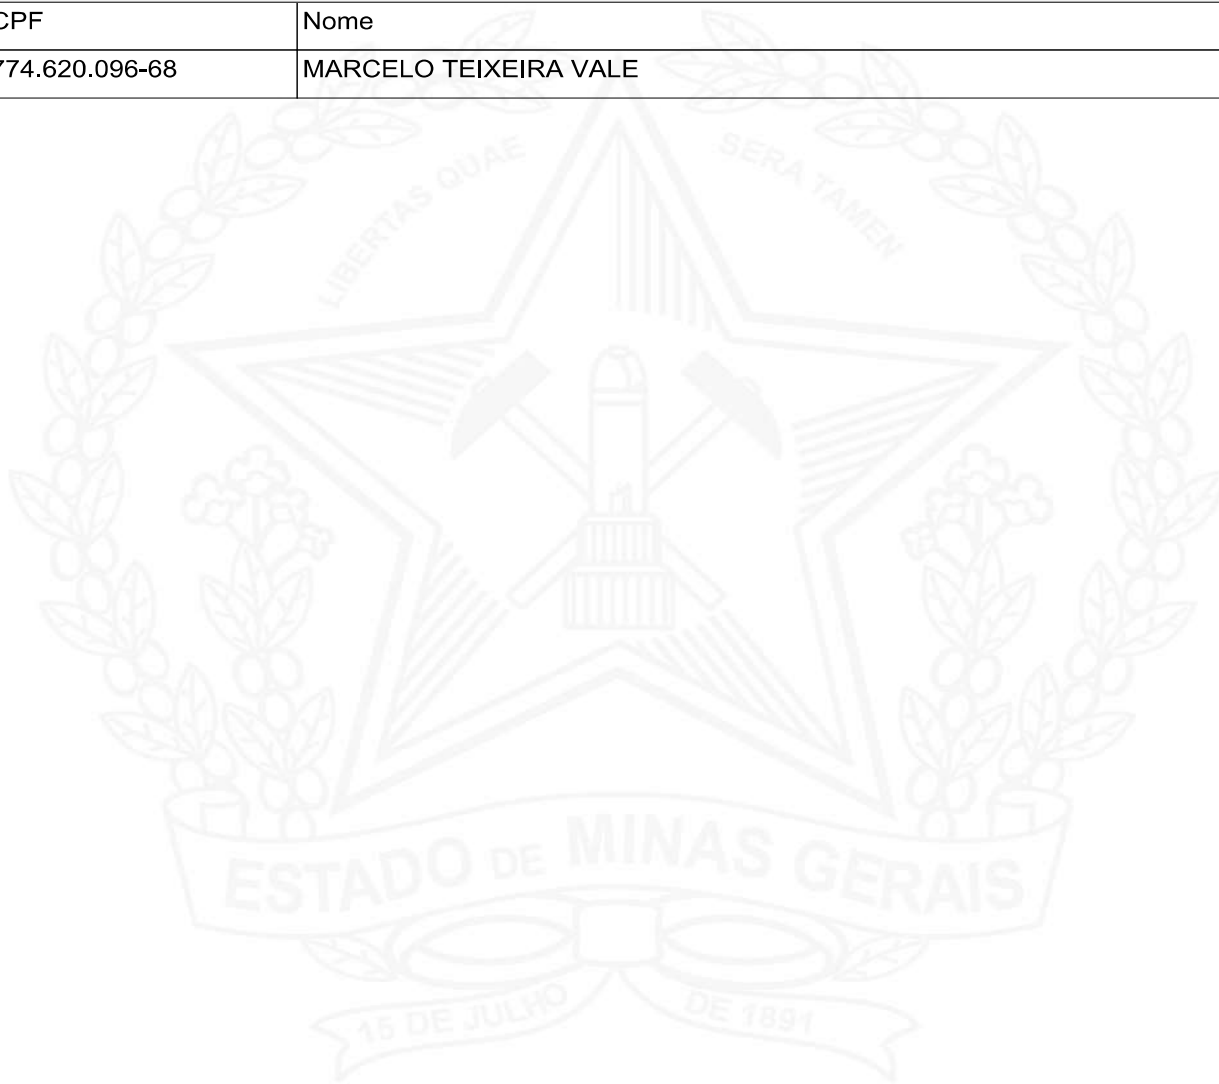 CPF Nome
774.620.096-68 MARCELO TEIXEIRA VALE
LIBERTAS QUAE SERA TAMEN
ESTADO DE MINAS GERAIS
15 DE JULHO DE 1891